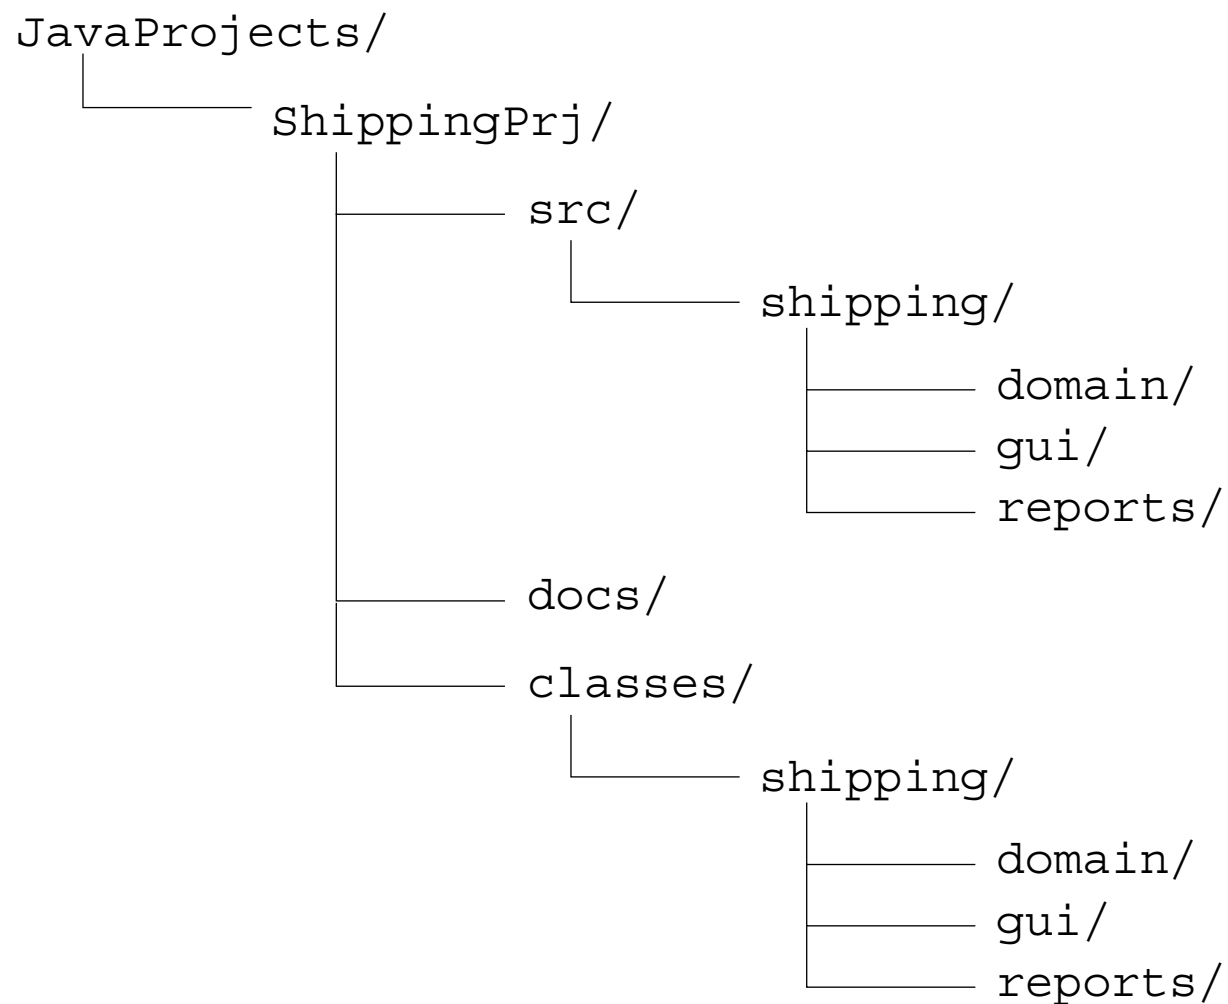 JavaProjects/
ShippingPrj/
src/
shipping/
domain/
gui/
reports/
docs/
classes/
shipping/
domain/
gui/
reports/